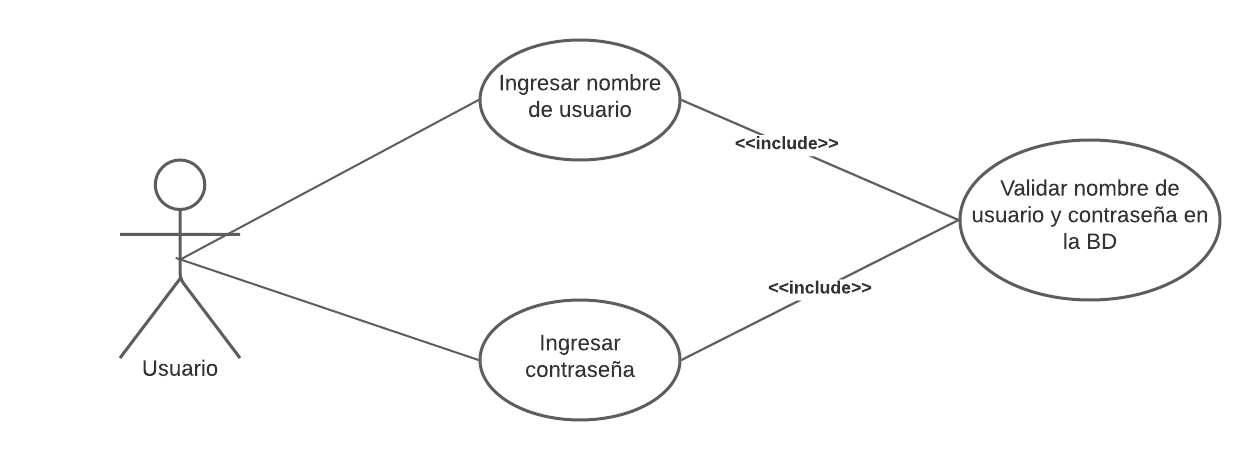 Ingresar nombre
de usuario
<<include>>
Validar nombre de
usuario y contraseña en
la BD
<<include>>
Ingresar
contraseña
Usuario